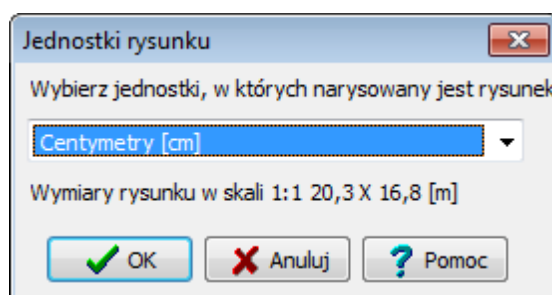 Jednostki rysunku
Wybierz jednostki, w których narysowany jest rysunek
Centymetry [cm]
Wymiary rysunku w skali 1:1 20,3 X 16,8 [m]
OK Anuluj Pomoc